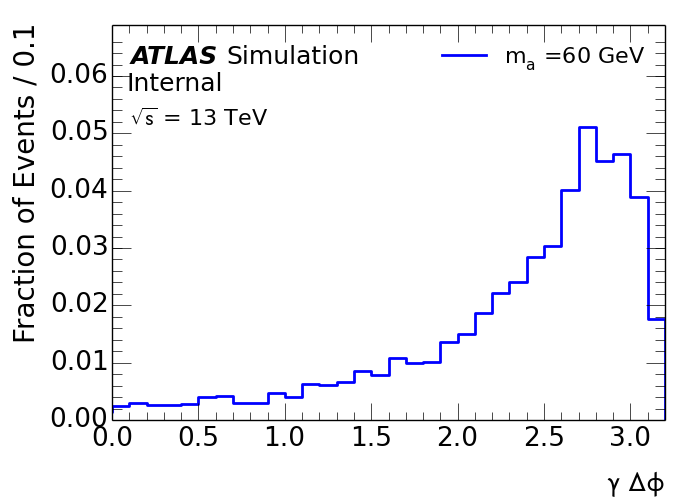 Fraction of Events / 0.1
0.06
0.05
0.04
0.03
0.02
0.01
0.00
ATLAS Simulation
Internal
√s = 13 TeV
mₐ =60 GeV
0.0 0.5 1.0 1.5 2.0 2.5 3.0
γ Δϕ